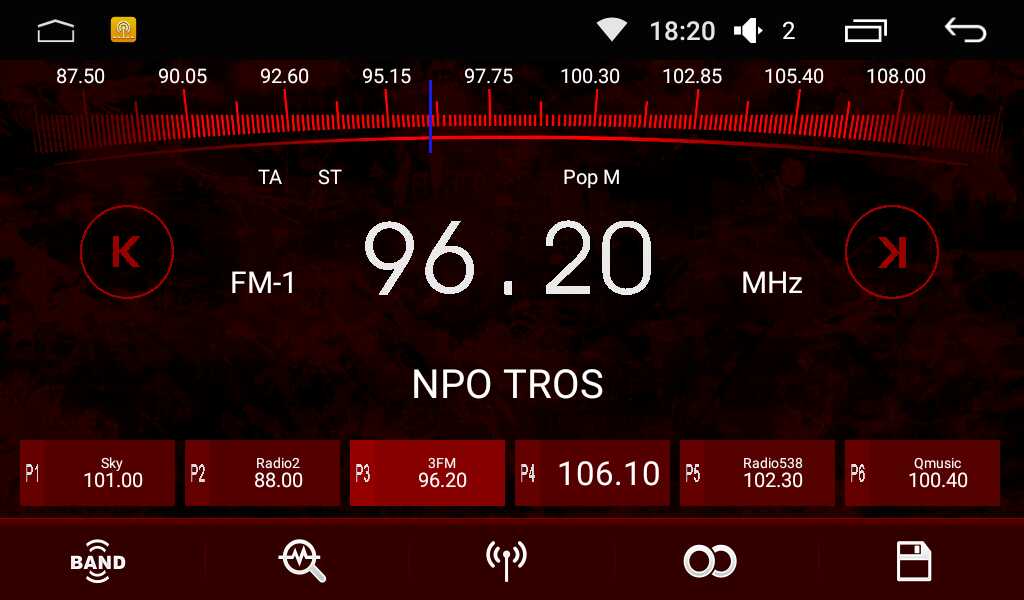 18:20 2
87.50 90.05 92.60 95.15 97.75 100.30 102.85 105.40 108.00
TA ST Pop M
FM-1 96.20 MHz
NPO TROS
P1 Sky 101.00
P2 Radio2 88.00
P3 3FM 96.20
P4 106.10
P5 Radio538 102.30
P6 Qmusic 100.40
BAND